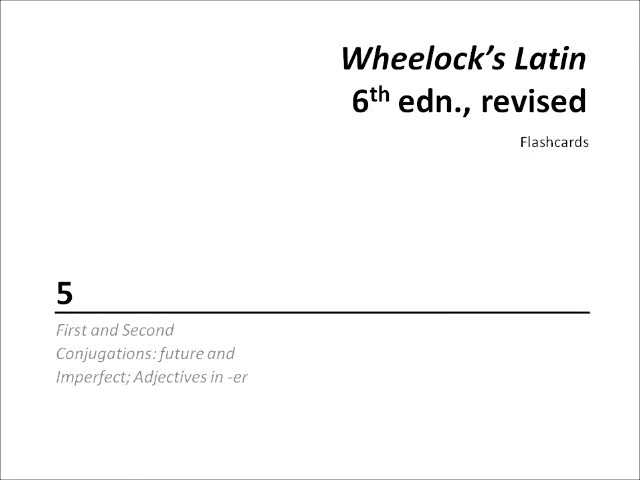 Wheelock's Latin
6th edn., revised
Flashcards
5
First and Second
Conjugations: future and
Imperfect; Adjectives in -er